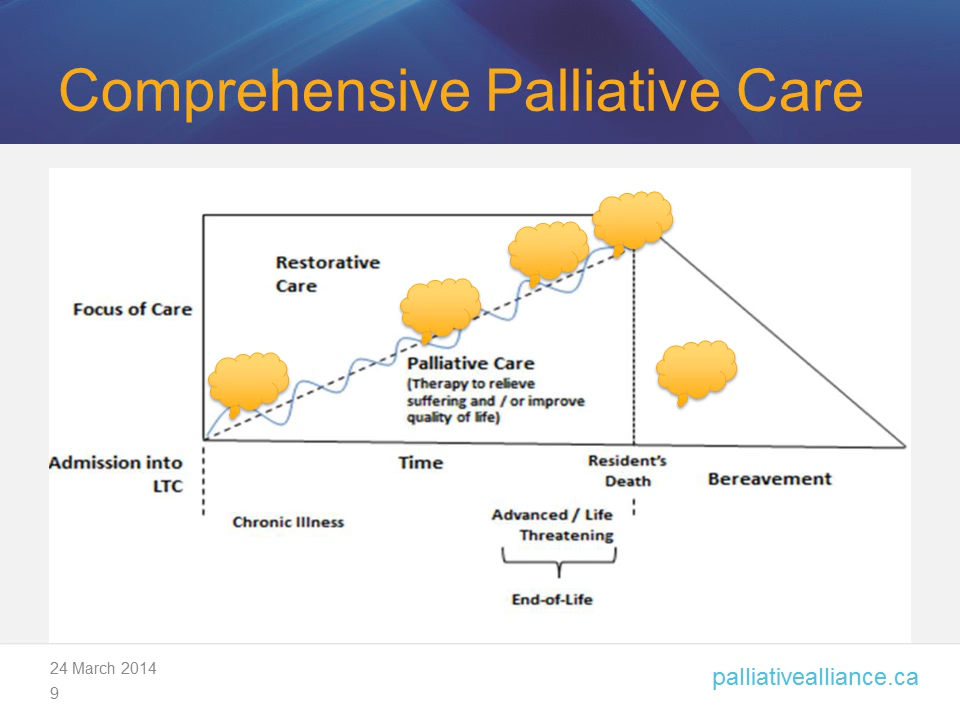 Comprehensive Palliative Care
Restorative
Care
Focus of Care
Palliative Care
(Therapy to relieve
suffering and / or improve
quality of life)
Admission into
LTC
Time
Resident's
Death
Bereavement
Chronic Illness
Advanced / Life
Threatening
End-of-Life
24 March 2014
9
palliativealliance.ca